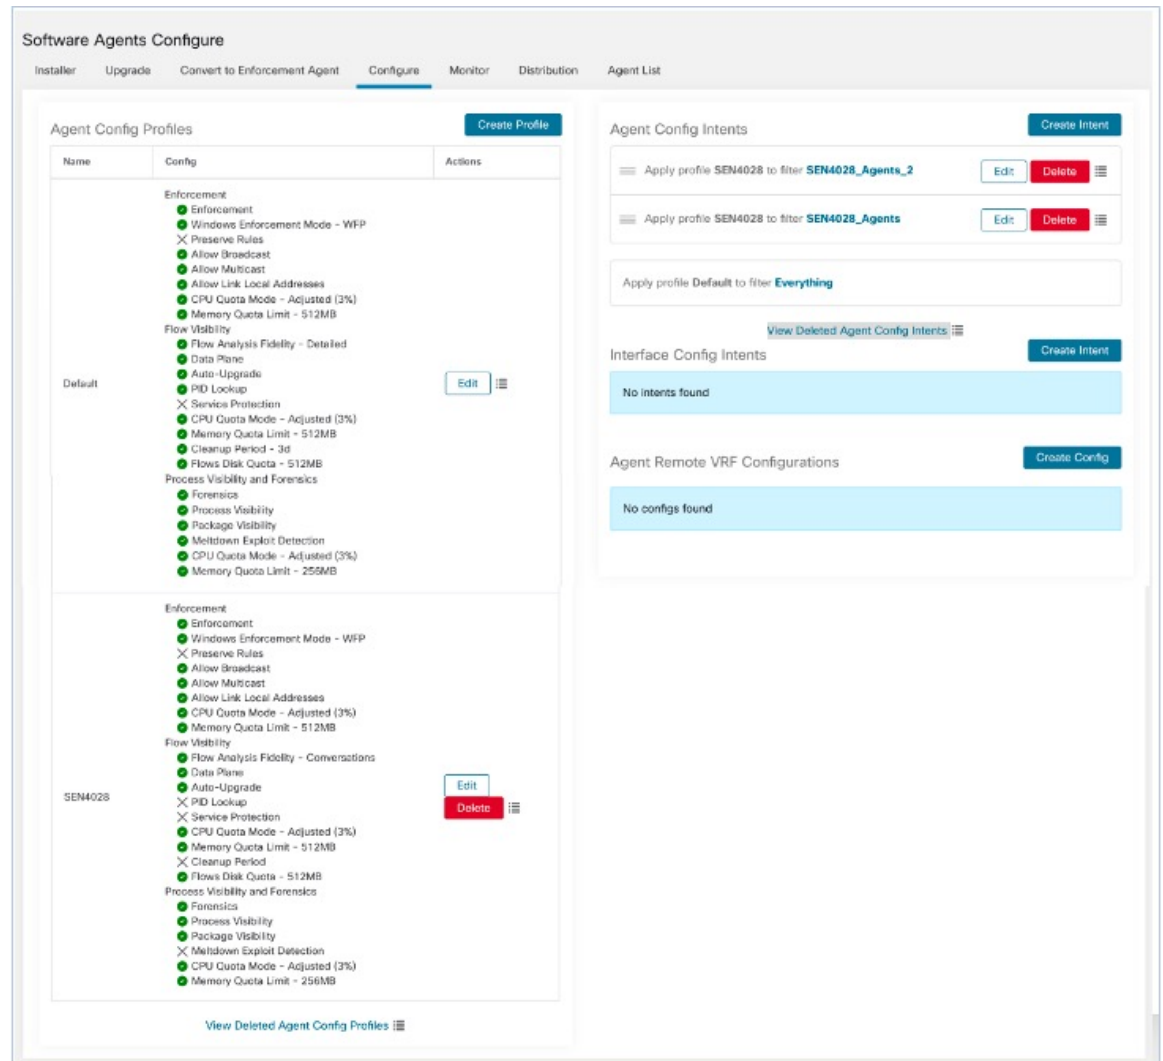 Software Agents Configure
Installer Upgrade Convert to Enforcement Agent Configure Monitor Distribution Agent List
Agent Config Profiles
Create Profile
Name Config Actions
Default
Enforcement
Enforcement
Windows Enforcement Mode - WFP
Preserve Rules
Allow Broadcast
Allow Multicast
Allow Link Local Addresses
CPU Quota Mode - Adjusted (3%)
Memory Quota Limit - 512MB
Flow Visibility
Flow Analysis Fidelity - Detailed
Data Plane
Auto-Upgrade
PID Lookup
Service Protection
CPU Quota Mode - Adjusted (3%)
Memory Quota Limit - 512MB
Cleanup Period - 3d
Flows Disk Quota - 512MB
Process Visibility and Forensics
Forensics
Process Visibility
Package Visibility
Meltdown Exploit Detection
CPU Quota Mode - Adjusted (3%)
Memory Quota Limit - 256MB
Edit
SEN4028
Enforcement
Enforcement
Windows Enforcement Mode - WFP
Preserve Rules
Allow Broadcast
Allow Multicast
Allow Link Local Addresses
CPU Quota Mode - Adjusted (3%)
Memory Quota Limit - 512MB
Flow Visibility
Flow Analysis Fidelity - Conversations
Data Plane
Auto-Upgrade
PID Lookup
Service Protection
CPU Quota Mode - Adjusted (3%)
Memory Quota Limit - 512MB
Cleanup Period
Flows Disk Quota - 512MB
Process Visibility and Forensics
Forensics
Process Visibility
Package Visibility
Meltdown Exploit Detection
CPU Quota Mode - Adjusted (3%)
Memory Quota Limit - 256MB
Edit
Delete
View Deleted Agent Config Profiles
Agent Config Intents
Create Intent
Apply profile SEN4028 to filter SEN4028_Agents_2 Edit Delete
Apply profile SEN4028 to filter SEN4028_Agents Edit Delete
Apply profile Default to filter Everything
View Deleted Agent Config Intents
Interface Config Intents
Create Intent
No intents found
Agent Remote VRF Configurations
Create Config
No configs found